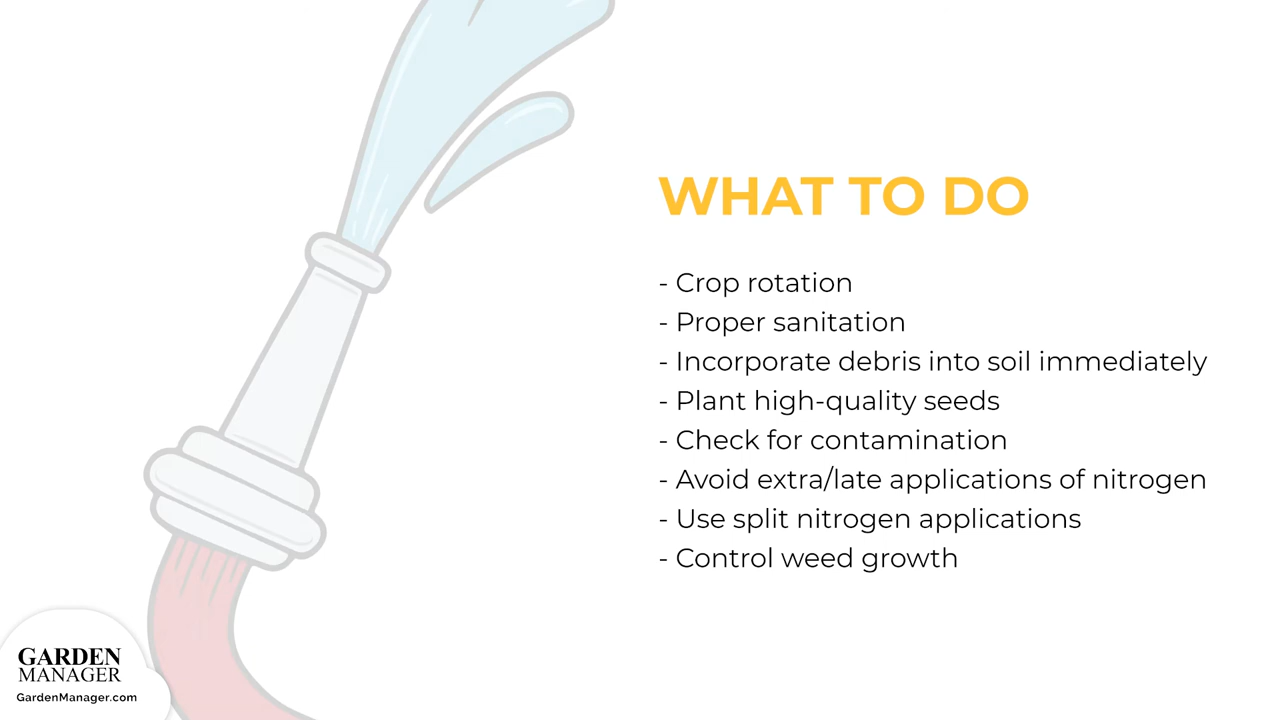 WHAT TO DO
- Crop rotation
- Proper sanitation
- Incorporate debris into soil immediately
- Plant high-quality seeds
- Check for contamination
- Avoid extra/late applications of nitrogen
- Use split nitrogen applications
- Control weed growth
GARDEN
MANAGER
GardenManager.com